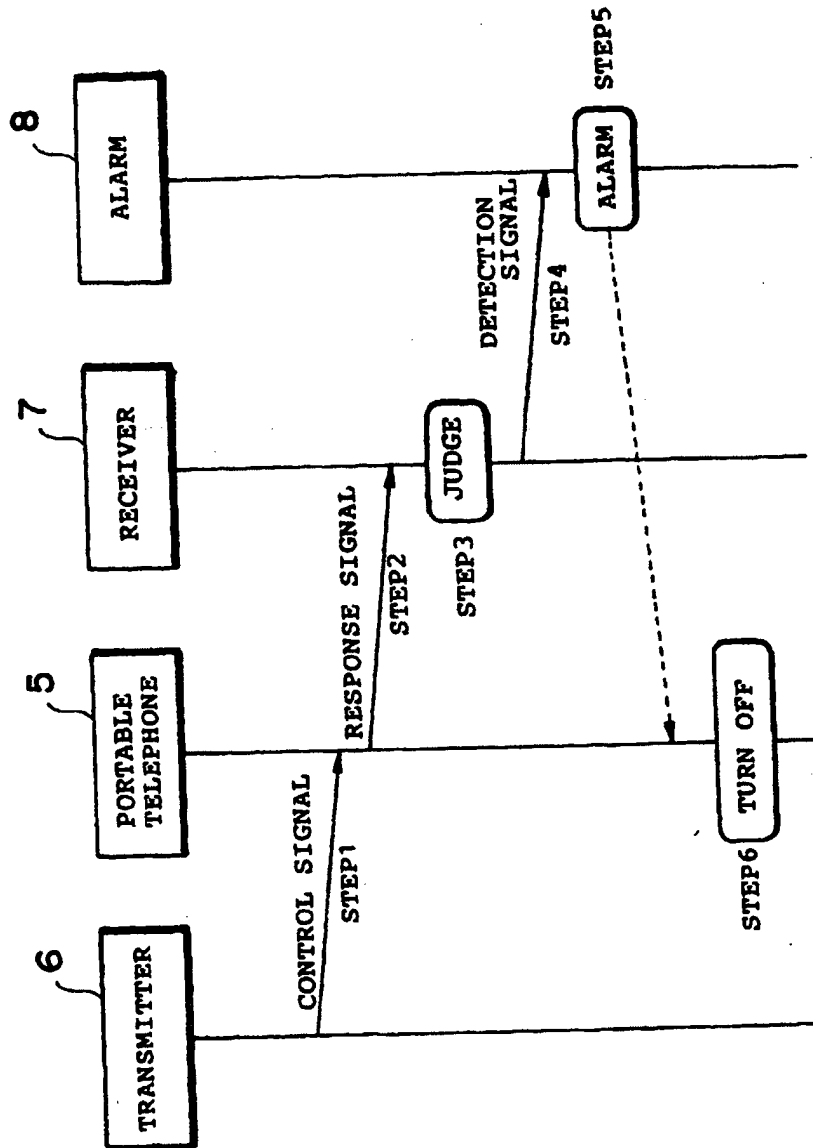 6
TRANSMITTER
5
PORTABLE
TELEPHONE
7
RECEIVER
8
ALARM
CONTROL SIGNAL
STEP1
RESPONSE SIGNAL
STEP2
JUDGE
STEP3
DETECTION
SIGNAL
STEP4
ALARM
STEP5
TURN OFF
STEP6